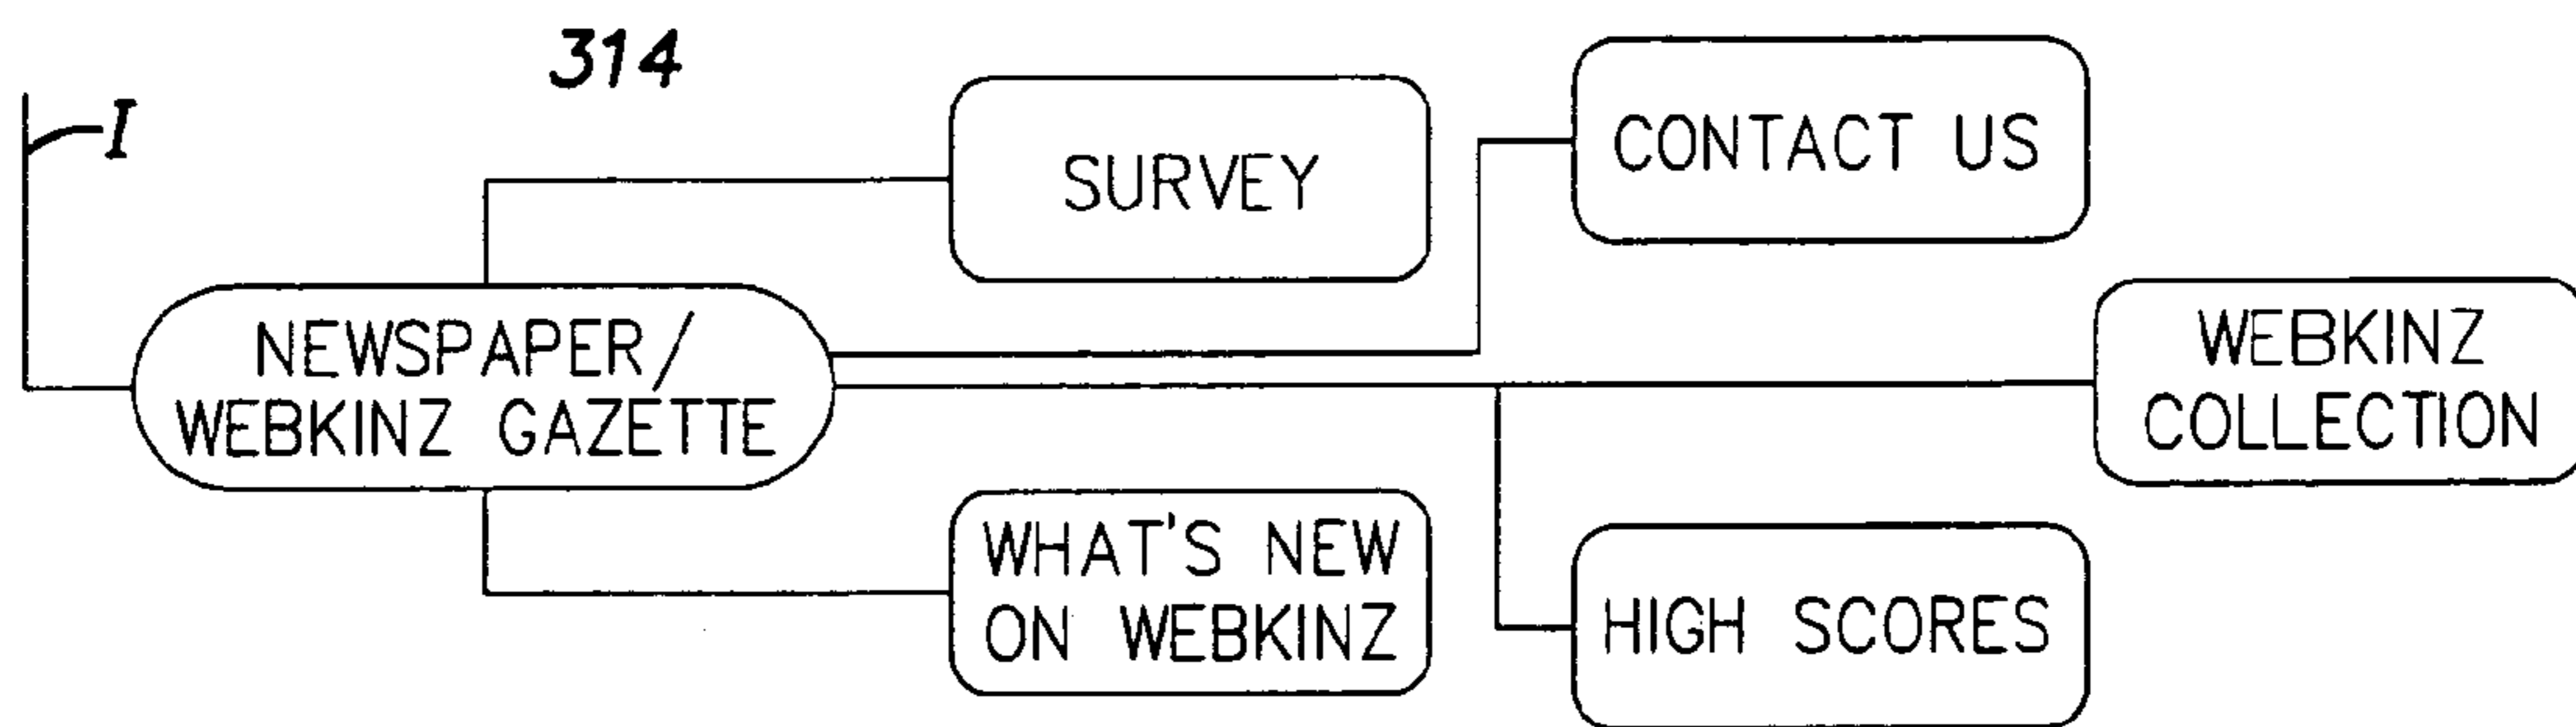 314
I
SURVEY
CONTACT US
NEWSPAPER/
WEBKINZ GAZETTE
WEBKINZ
COLLECTION
WHAT'S NEW
ON WEBKINZ
HIGH SCORES